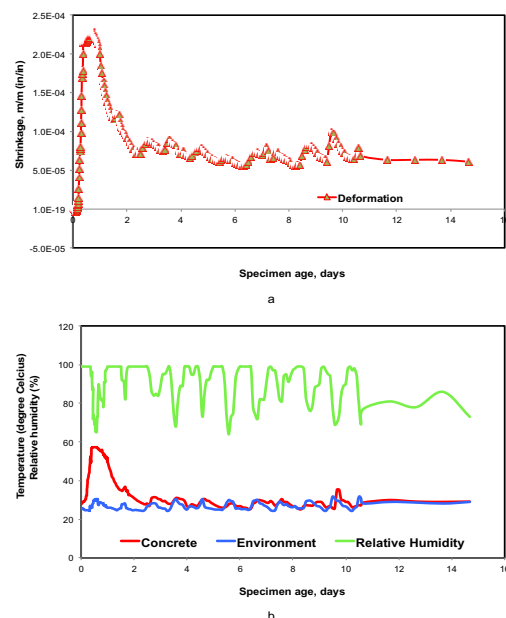 2.5E-04
2.0E-04
1.5E-04
1.0E-04
5.0E-05
1.0E-19
-5.0E-05
Shrinkage, m/m (in/in)
Deformation
0 2 4 6 8 10 12 14 16
Specimen age, days
a
120
100
80
60
40
20
0
Temperature (degree Celcius)
Relative humidity (%)
Concrete Environment Relative Humidity
0 2 4 6 8 10 12 14 16
Specimen age, days
b